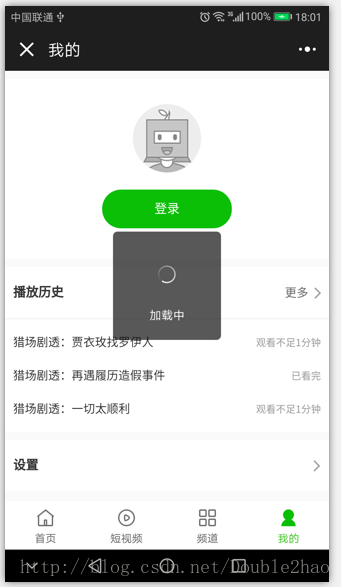 中国联通 3G 100% 18:01
我的
登录
加载中
播放历史 更多
猎场剧透：贾衣玫找罗伊人 观看不足1分钟
猎场剧透：再遇履历造假事件 已看完
猎场剧透：一切太顺利 观看不足1分钟
设置
首页 短视频 频道 我的
http://blog.csdn.net/Double2hao